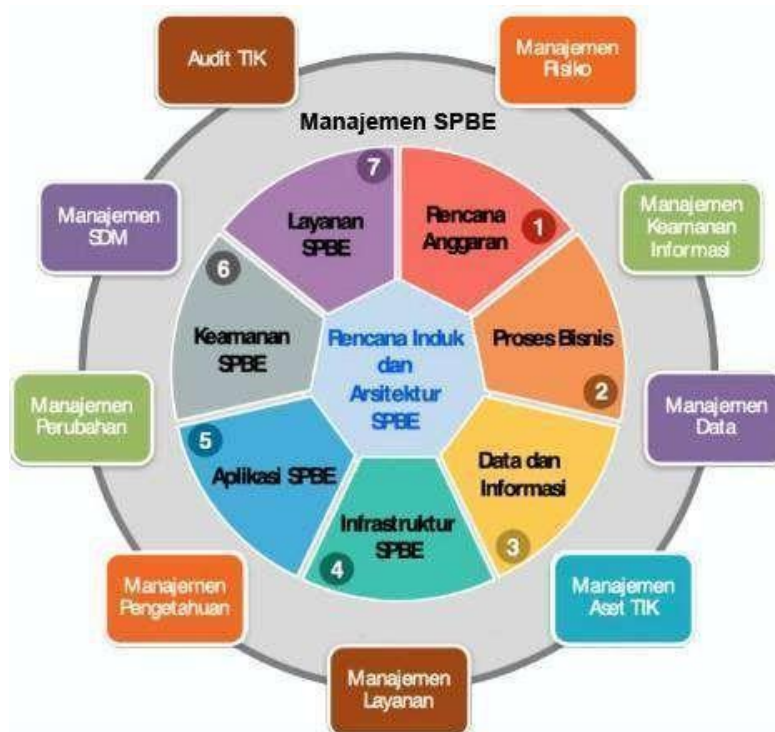 Audit TIK
Manajemen
Risiko
Manajemen SPBE
Manajemen
SDM
Manajemen
Keamanan
Informasi
7
Layanan
SPBE
Rencana
Anggaran
1
6
Keamanan
SPBE
Rencana Induk
dan
Arsitektur
SPBE
Proses Bisnis
2
Manajemen
Perubahan
Manajemen
Data
5
Aplikasi SPBE
Data dan
Informasi
3
Infrastruktur
SPBE
4
Manajemen
Pengetahuan
Manajemen
Aset TIK
Manajemen
Layanan